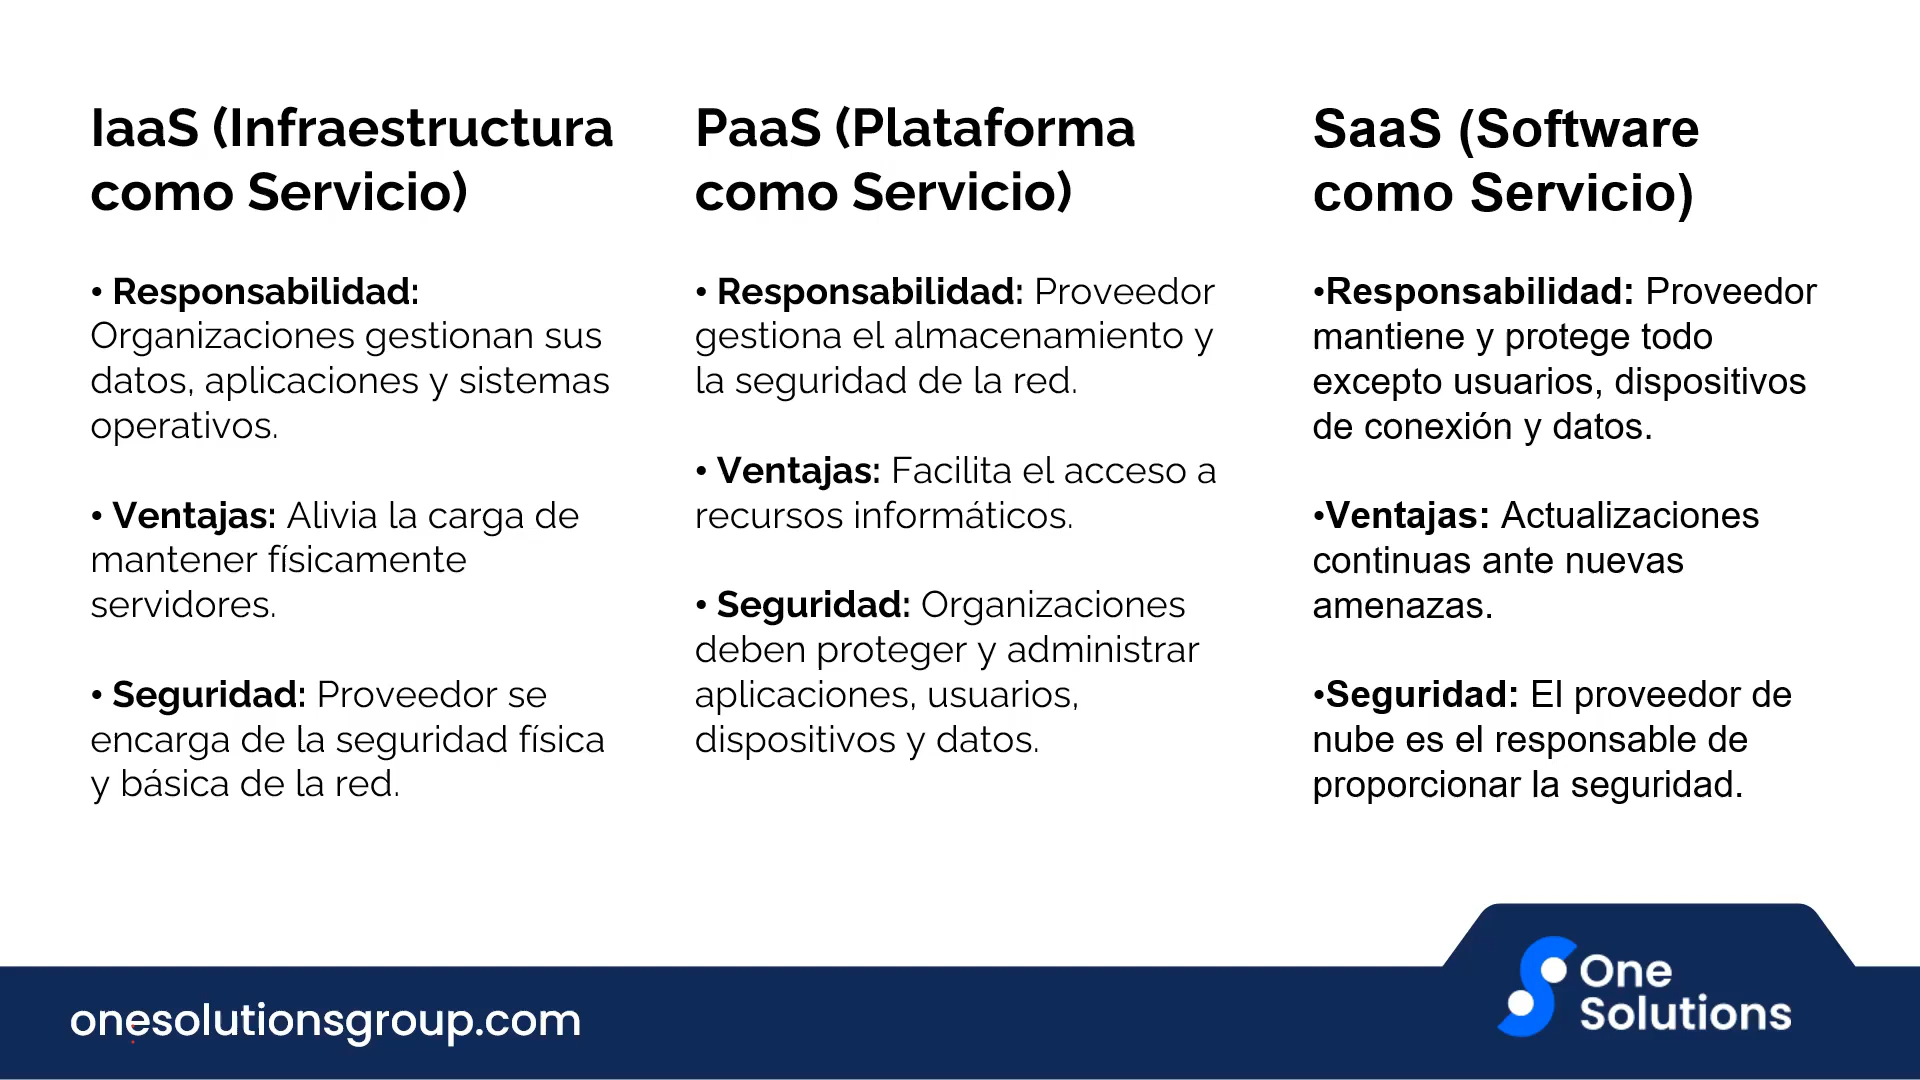 IaaS (Infraestructura
como Servicio)
• Responsabilidad:
Organizaciones gestionan sus
datos, aplicaciones y sistemas
operativos.
• Ventajas: Alivia la carga de
mantener físicamente
servidores.
• Seguridad: Proveedor se
encarga de la seguridad física
y básica de la red.
PaaS (Plataforma
como Servicio)
• Responsabilidad: Proveedor
gestiona el almacenamiento y
la seguridad de la red.
• Ventajas: Facilita el acceso a
recursos informáticos.
• Seguridad: Organizaciones
deben proteger y administrar
aplicaciones, usuarios,
dispositivos y datos.
SaaS (Software
como Servicio)
•Responsabilidad: Proveedor
mantiene y protege todo
excepto usuarios, dispositivos
de conexión y datos.
•Ventajas: Actualizaciones
continuas ante nuevas
amenazas.
•Seguridad: El proveedor de
nube es el responsable de
proporcionar la seguridad.
onesolutionsgroup.com
One
Solutions